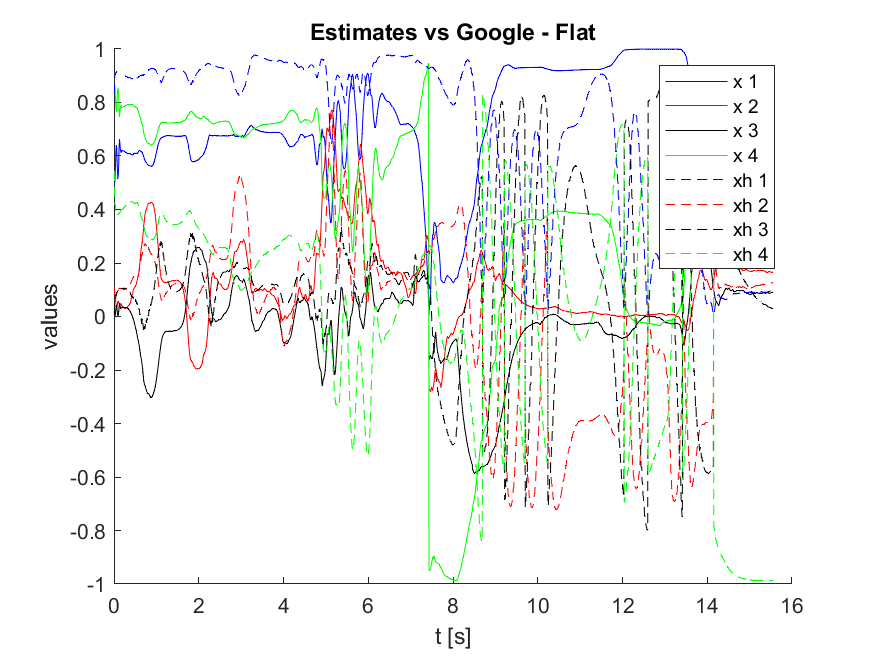 Estimates vs Google - Flat
1
0.8
0.6
0.4
0.2
0
-0.2
-0.4
-0.6
-0.8
-1
values
x 1
x 2
x 3
x 4
xh 1
xh 2
xh 3
xh 4
0 2 4 6 8 10 12 14 16
t [s]